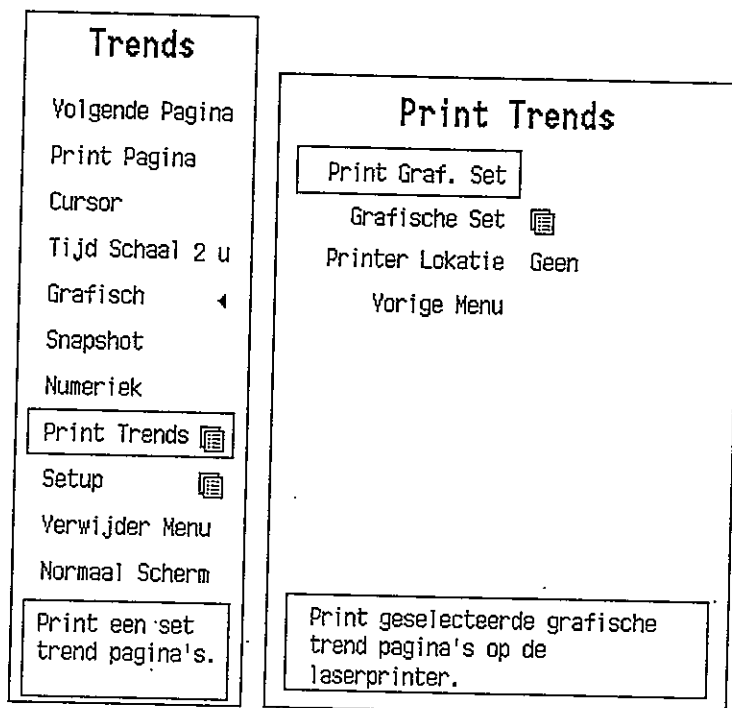 Trends
Volgende Pagina
Print Pagina
Cursor
Tijd Schaal 2 u
Grafisch
Snapshot
Numeriek
Print Trends
Setup
Verwijder Menu
Normaal Scherm
Print een set
trend pagina's.
Print Trends
Print Graf. Set
Grafische Set
Printer Lokatie Geen
Vorige Menu
Print geselecteerde grafische
trend pagina's op de
laserprinter.